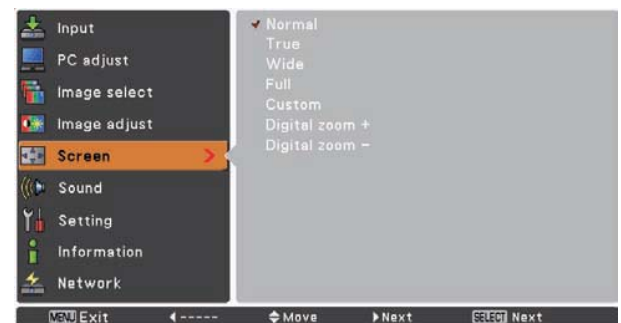 Input
PC adjust
Image select
Image adjust
Screen
Sound
Setting
Information
Network
Normal
True
Wide
Full
Custom
Digital zoom +
Digital zoom –
MENU Exit ◀----- ◆Move ▶Next SELECT Next